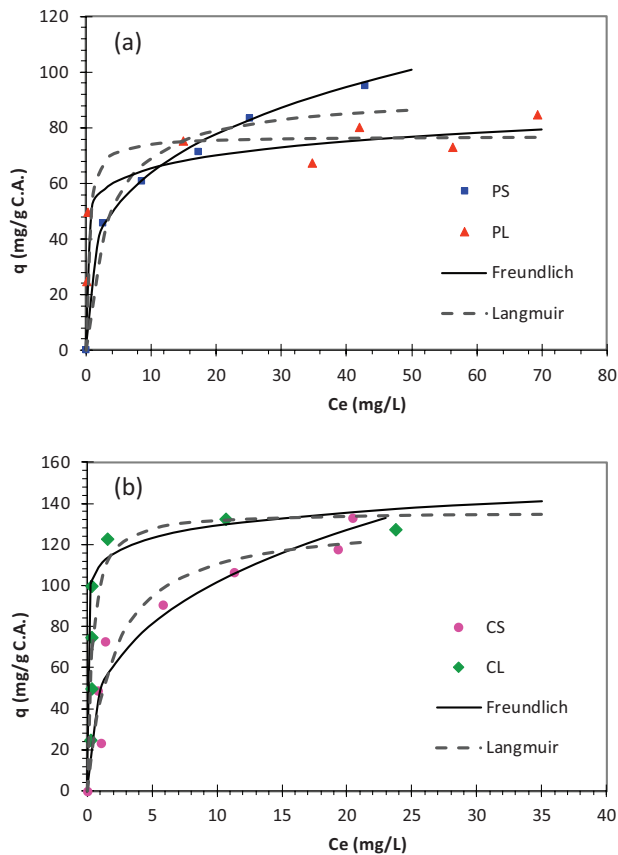 (a)
120
100
80
60
40
20
0
q (mg/g C.A.)
PS
PL
Freundlich
Langmuir
0 10 20 30 40 50 60 70 80
Ce (mg/L)
(b)
160
140
120
100
80
60
40
20
0
q (mg/g C.A.)
CS
CL
Freundlich
Langmuir
0 5 10 15 20 25 30 35 40
Ce (mg/L)